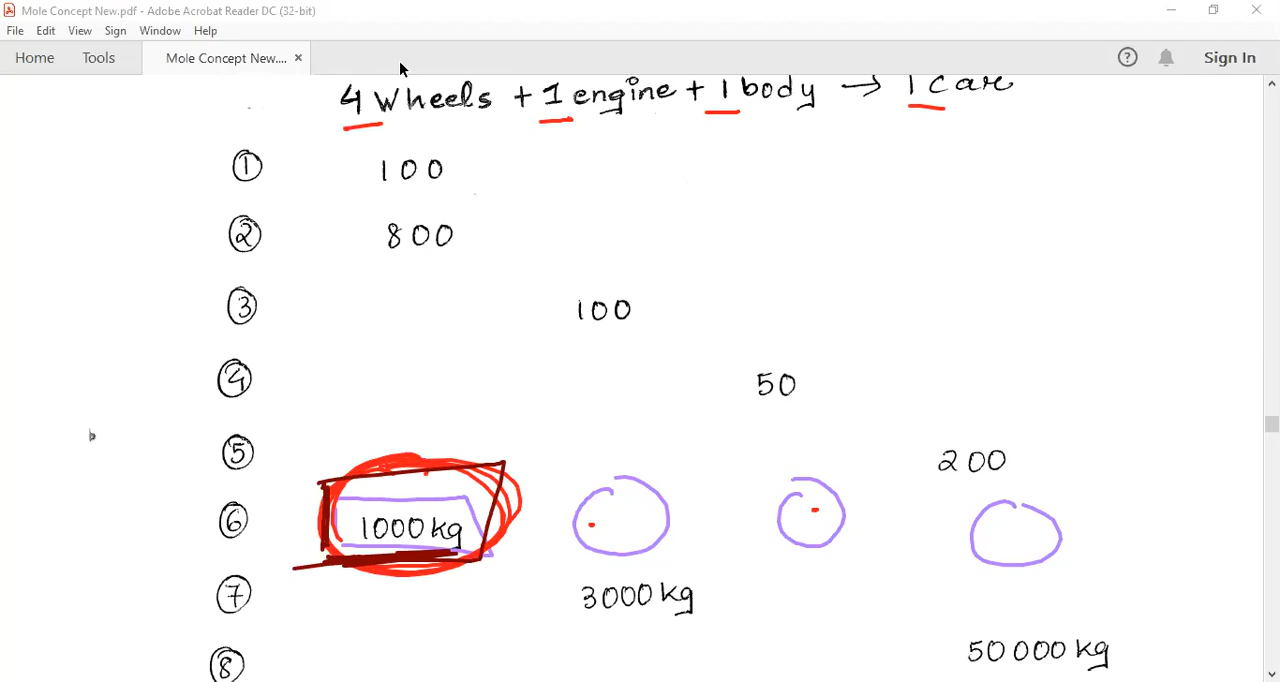 Mole Concept New.pdf - Adobe Acrobat Reader DC (32-bit)
File Edit View Sign Window Help
Home Tools Mole Concept New.... × ? Sign In
4 Wheels + 1 engine + 1 body → 1 Care
① 100
② 800
③ 100
④ 50
⑤ 200
⑥ 1000 kg
⑦ 3000 kg
⑧ 50000 kg